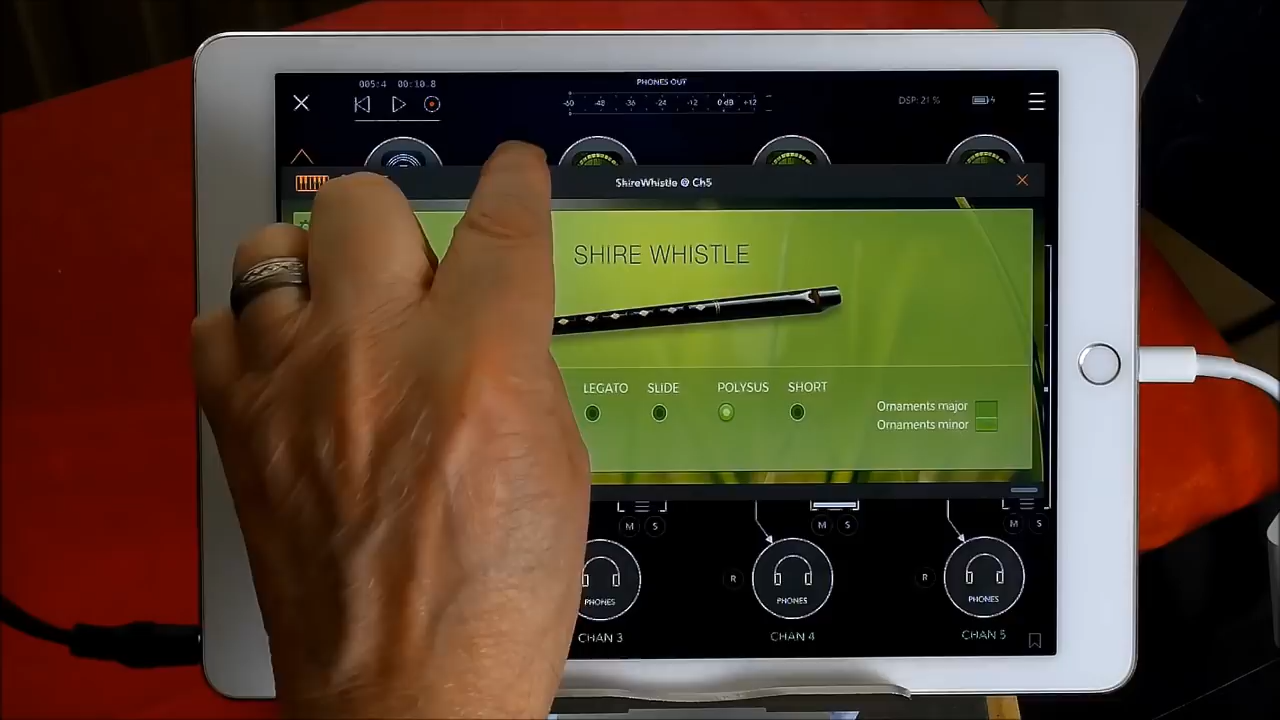 005:4 00:10.8
PHONES OUT
-60 -48 -36 -24 -12 0 dB +12
DSP: 21 %
ShireWhistle @ Ch5
SHIRE WHISTLE
LEGATO SLIDE POLYSUS SHORT
Ornaments major
Ornaments minor
M S M S M S
R R
PHONES PHONES PHONES
CHAN 3 CHAN 4 CHAN 5